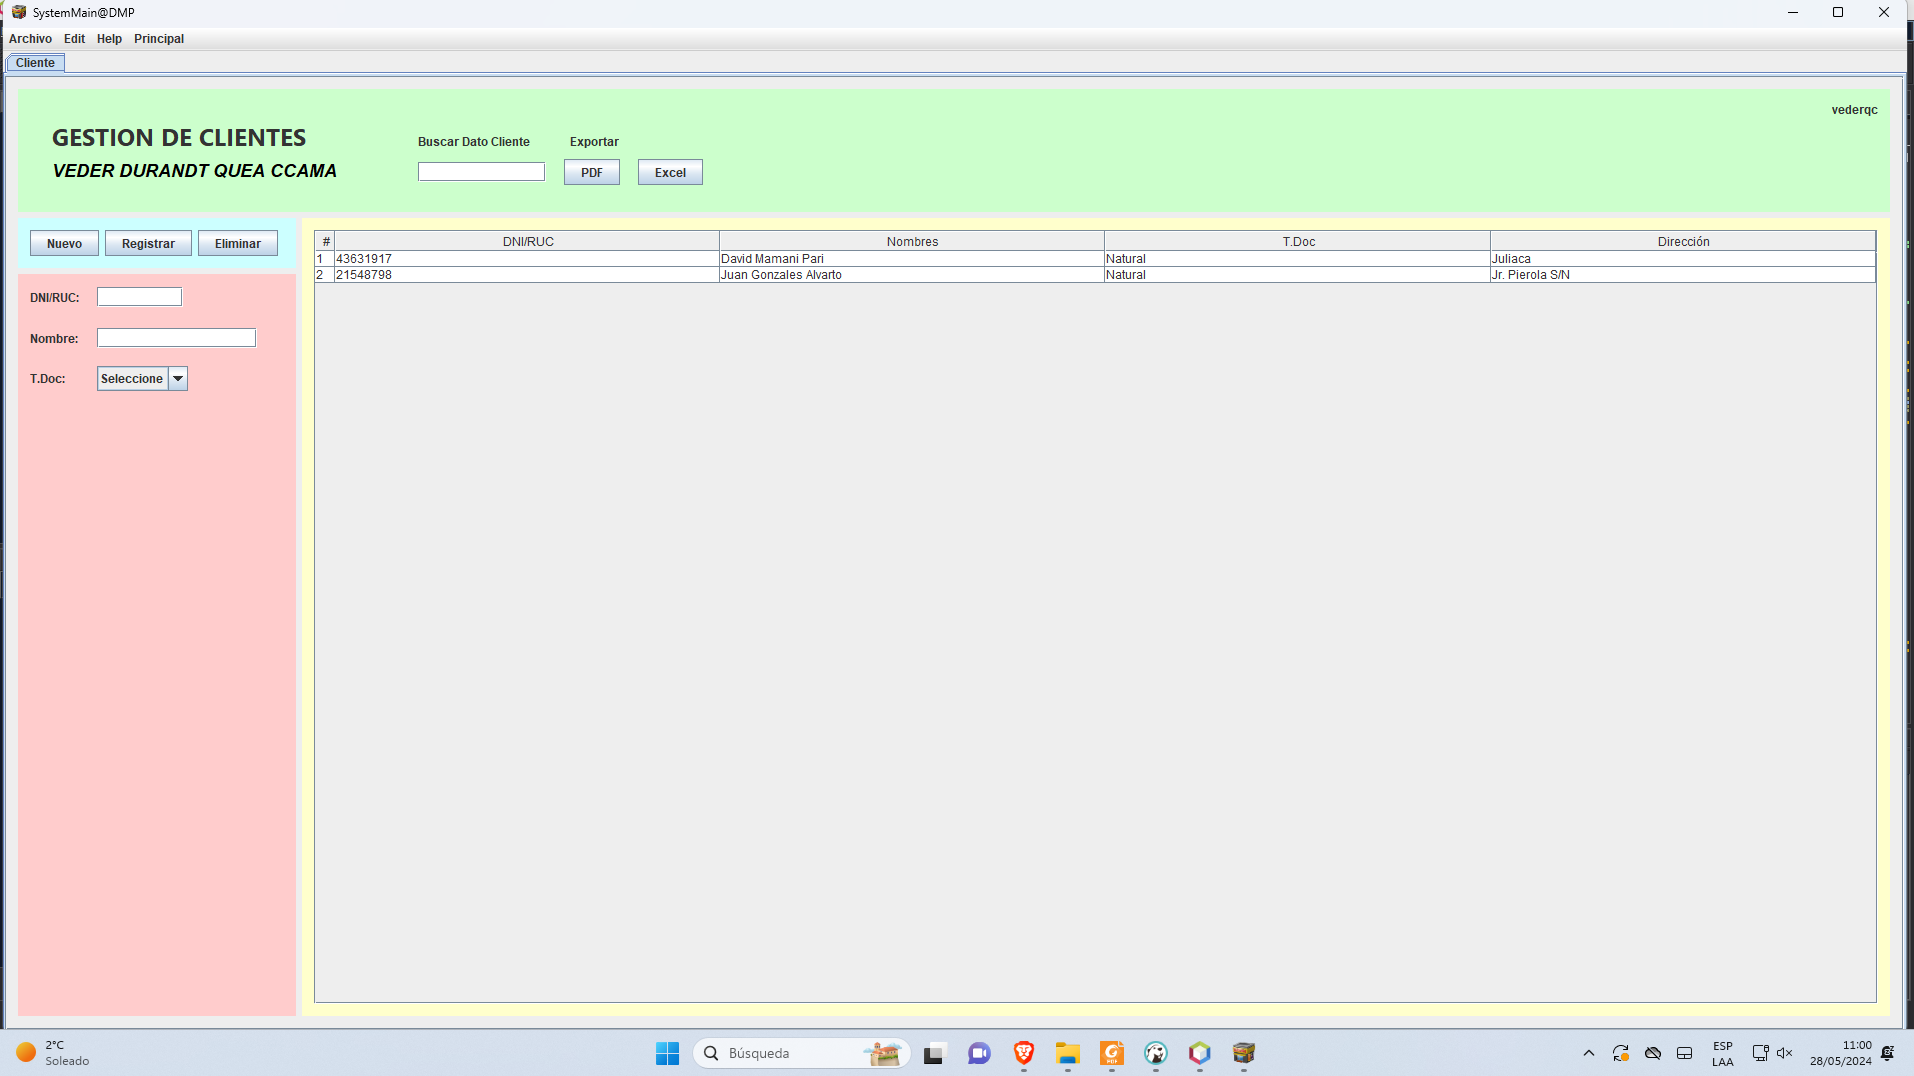 SystemMain@DMP
Archivo Edit Help Principal
Cliente
vederqc
GESTION DE CLIENTES
VEDER DURANDT QUEA CCAMA
Buscar Dato Cliente Exportar
PDF Excel
Nuevo Registrar Eliminar
DNI/RUC:
Nombre:
T.Doc: Seleccione
# DNI/RUC Nombres T.Doc Dirección
1 43631917 David Mamani Pari Natural Juliaca
2 21548798 Juan Gonzales Alvarto Natural Jr. Pierola S/N
2°C
Soleado
Búsqueda
ESP
LAA
11:00
28/05/2024